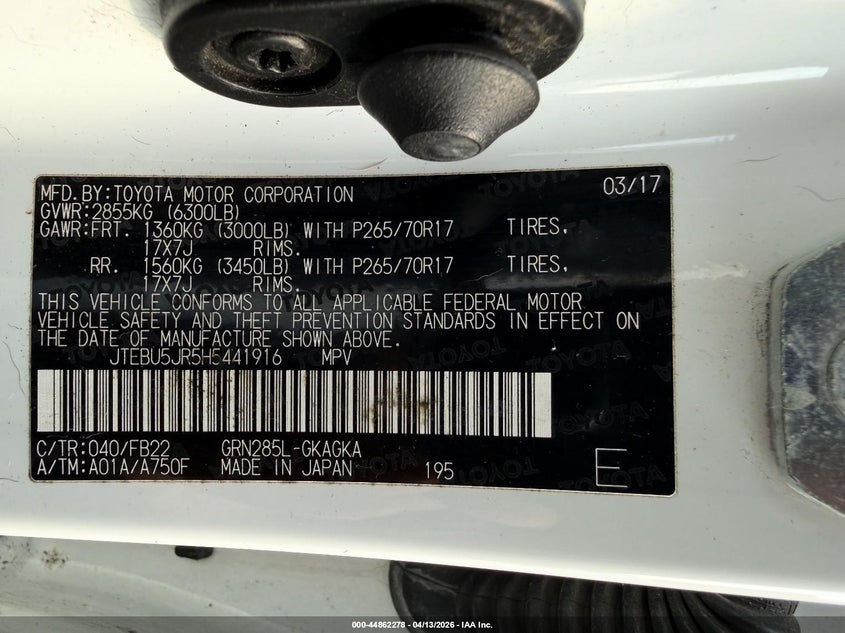 MFD.BY:TOYOTA MOTOR CORPORATION 03/17
GVWR:2855KG (6300LB)
GAWR:FRT. 1360KG (3000LB) WITH P265/70R17 TIRES,
17X7J RIMS.
RR. 1560KG (3450LB) WITH P265/70R17 TIRES,
17X7J RIMS.
THIS VEHICLE CONFORMS TO ALL APPLICABLE FEDERAL MOTOR
VEHICLE SAFETY AND THEFT PREVENTION STANDARDS IN EFFECT ON
THE DATE OF MANUFACTURE SHOWN ABOVE.
JTEBU5JR5H5441916 MPV
C/TR:040/FB22 GRN285L-GKAGKA
A/TM:A01A/A750F MADE IN JAPAN 195 E
000-44862278 - 04/13/2026 - IAA Inc.